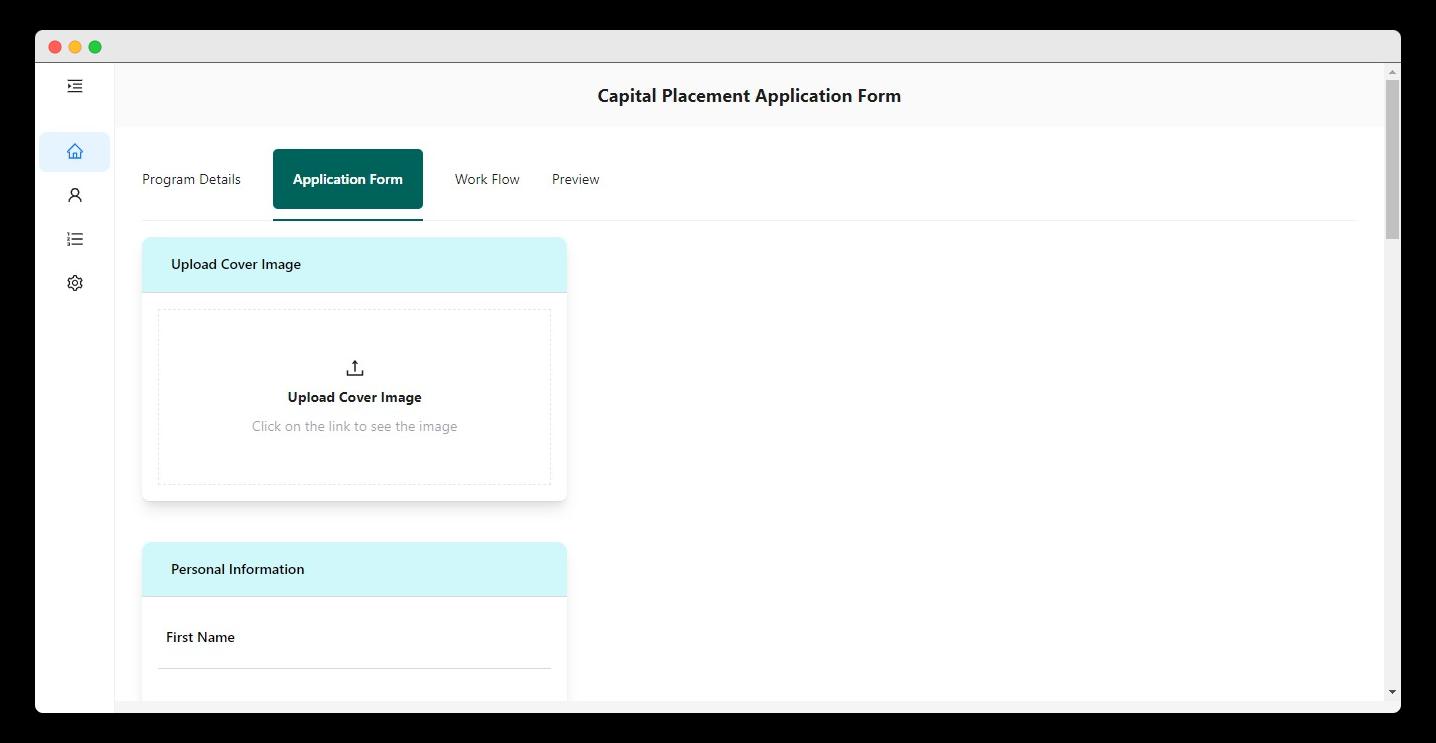 Capital Placement Application Form
Program Details
Application Form
Work Flow
Preview
Upload Cover Image
Upload Cover Image
Click on the link to see the image
Personal Information
First Name